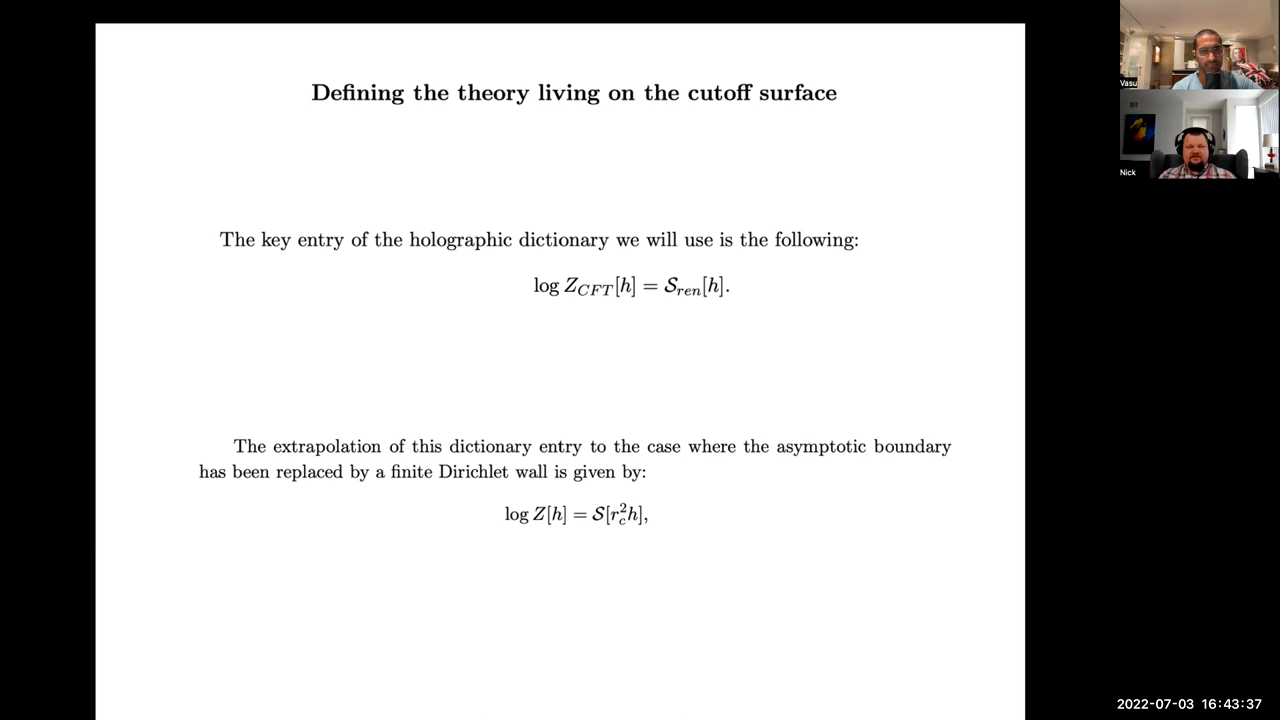 Defining the theory living on the cutoff surface
The key entry of the holographic dictionary we will use is the following:
log Z_{CFT}[h] = S_{ren}[h].
The extrapolation of this dictionary entry to the case where the asymptotic boundary
has been replaced by a finite Dirichlet wall is given by:
log Z[h] = S[r_c^2 h],
Vasu
Nick
2022-07-03 16:43:37